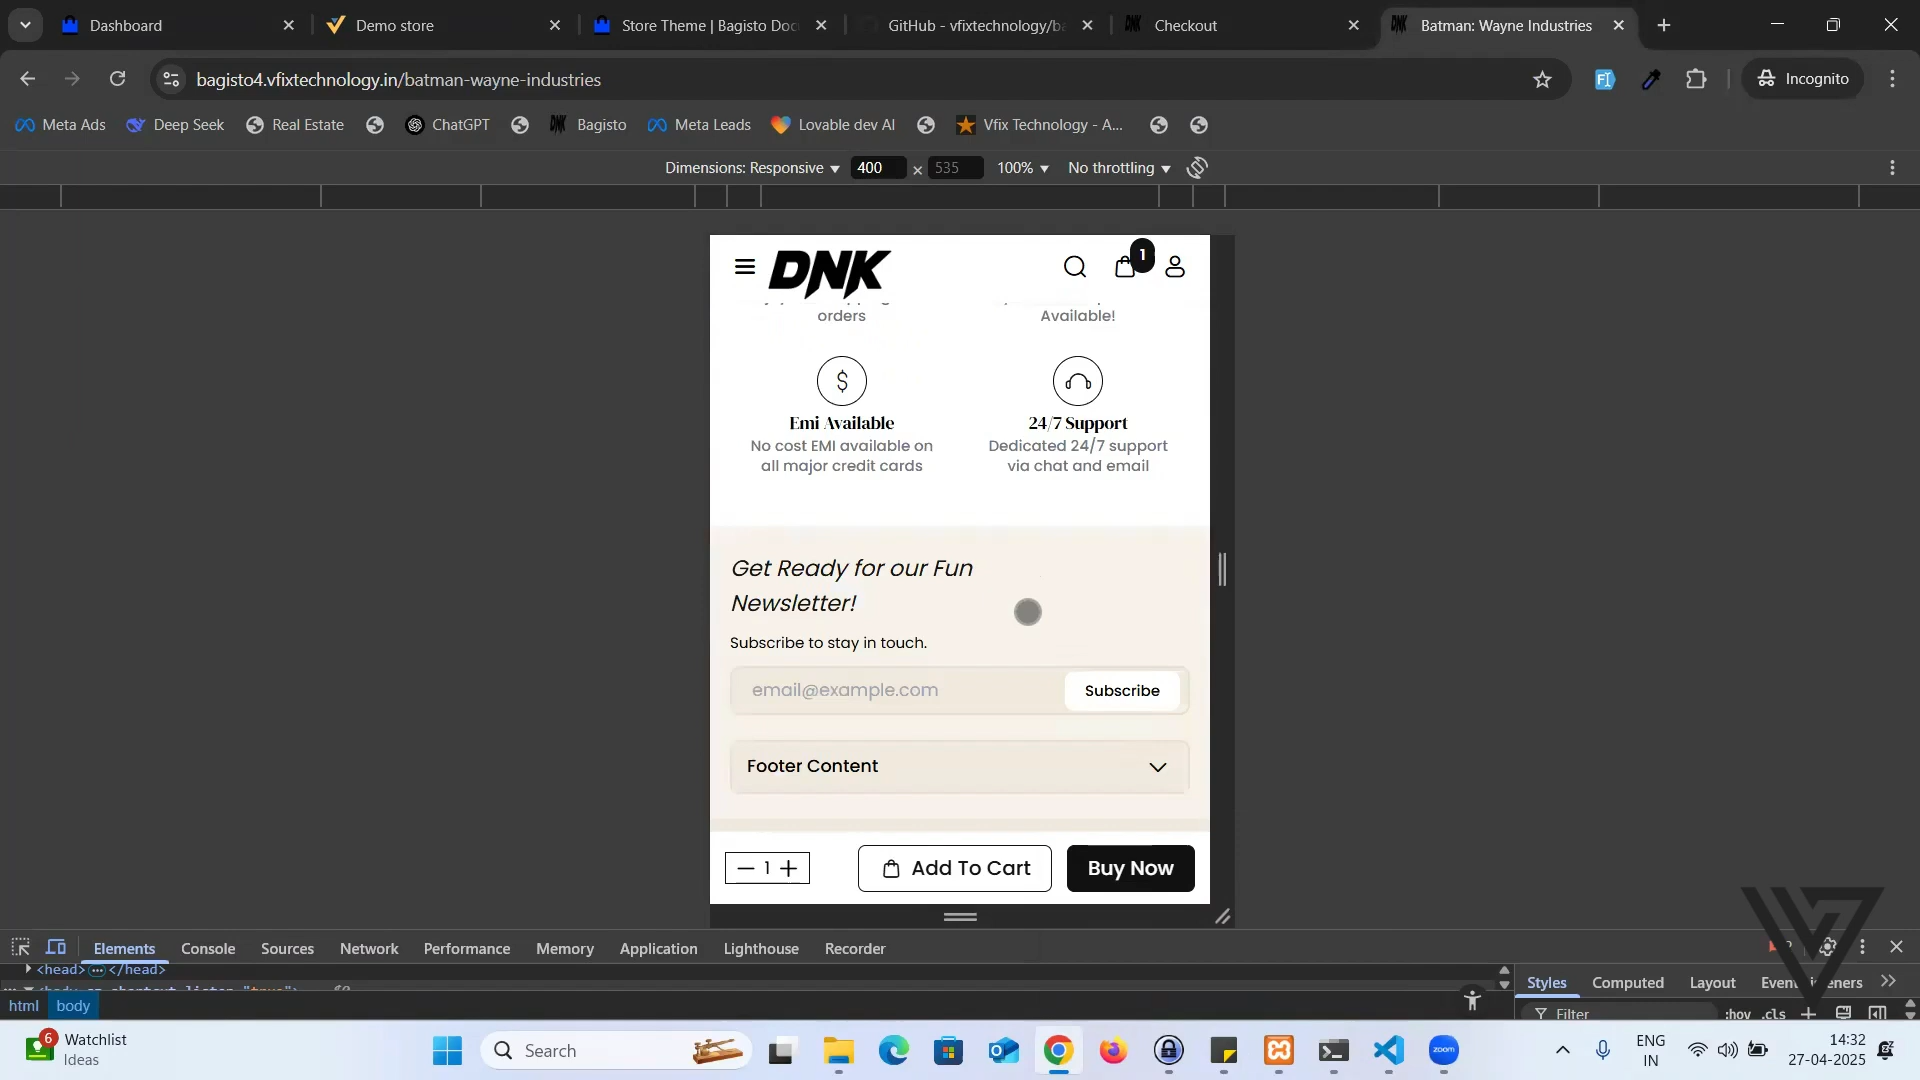 Dashboard
Demo store
Store Theme | Bagisto Doc
GitHub - vfixtechnology/ba
Checkout
Batman: Wayne Industries
bagisto4.vfixtechnology.in/batman-wayne-industries
Incognito
Meta Ads
Deep Seek
Real Estate
ChatGPT
Bagisto
Meta Leads
Lovable dev AI
Vfix Technology - A...
Dimensions: Responsive
400
×
535
100%
No throttling
DNK
1
orders
Available!
Emi Available
24/7 Support
No cost EMI available on
all major credit cards
Dedicated 24/7 support
via chat and email
Get Ready for our Fun
Newsletter!
Subscribe to stay in touch.
email@example.com
Subscribe
Footer Content
1
Add To Cart
Buy Now
Elements
Console
Sources
Network
Performance
Memory
Application
Lighthouse
Recorder
<head> ... </head>
Styles
Computed
Layout
html
body
Filter
:hov .cls
6
Watchlist
Ideas
Search
zoom
ENG
IN
14:32
27-04-2025